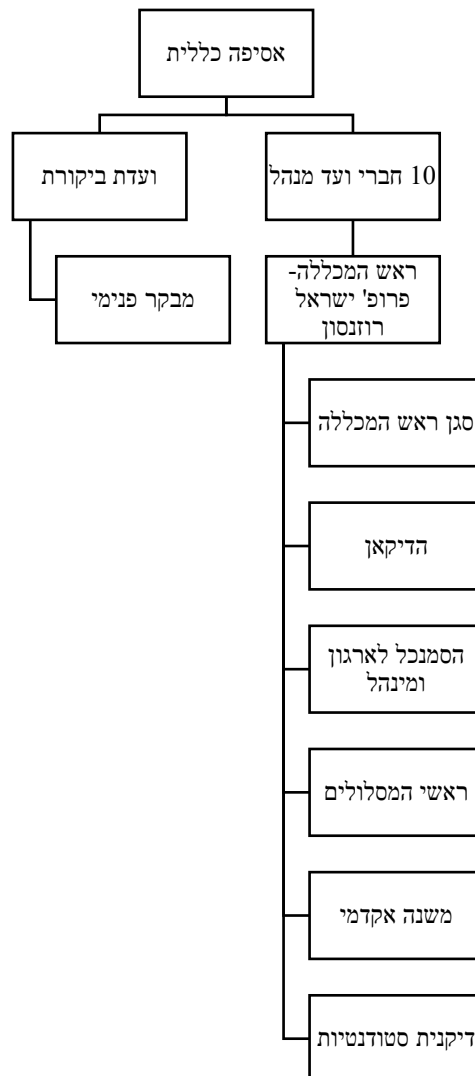 אסיפה כללית
10 חברי ועד מנהל
ועדת ביקורת
ראש המכללה-
פרופ' ישראל
רוזנסון
מבקר פנימי
סגן ראש המכללה
הדיקאן
הסמנכל לארגון
ומינהל
ראשי המסלולים
משנה אקדמי
דיקנית סטודנטיות